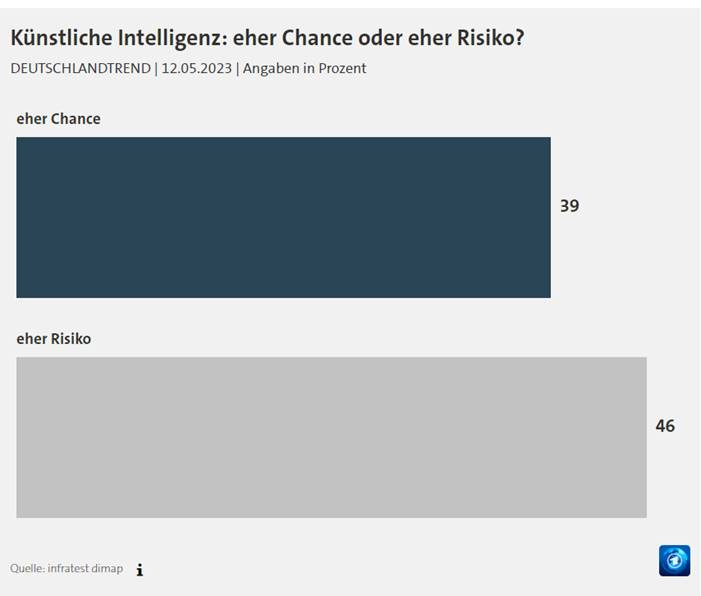 Künstliche Intelligenz: eher Chance oder eher Risiko?
DEUTSCHLANDTREND | 12.05.2023 | Angaben in Prozent
eher Chance
39
eher Risiko
46
Quelle: infratest dimap i